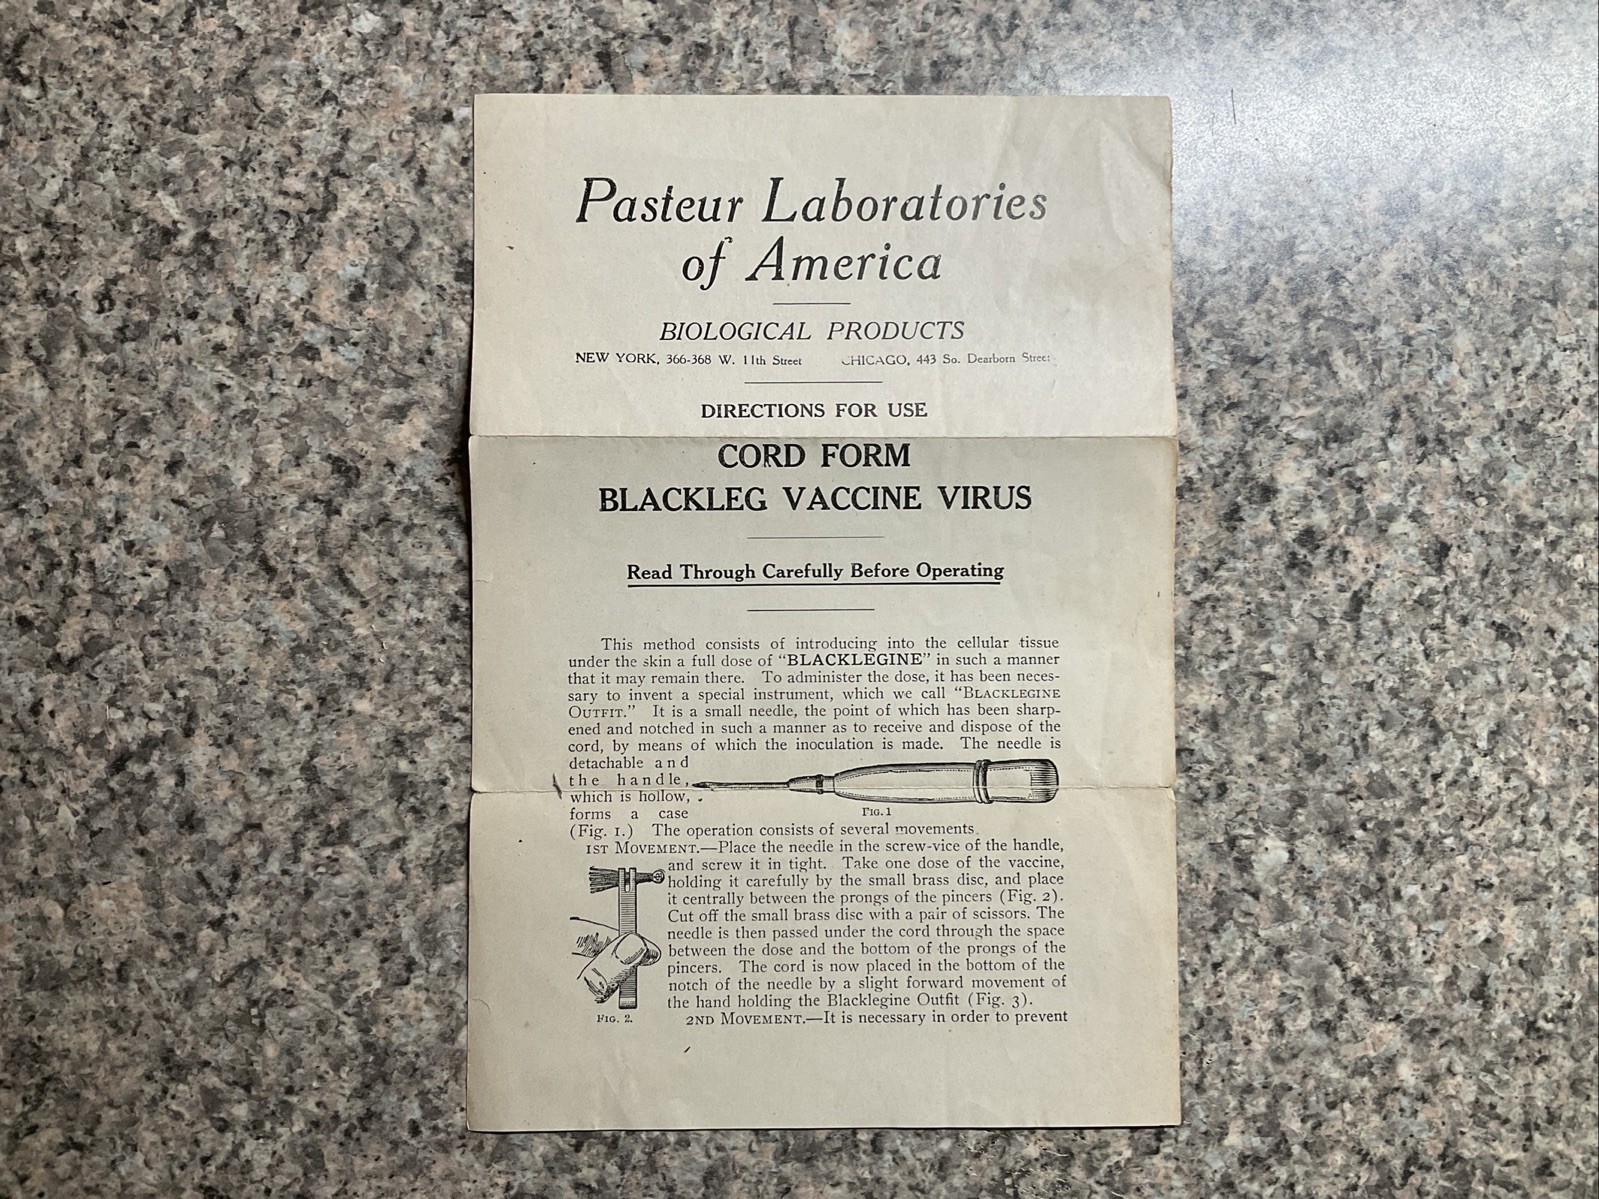 Pasteur Laboratories
of America
BIOLOGICAL PRODUCTS
NEW YORK, 366-368 W. 11th Street CHICAGO, 443 So. Dearborn Street
DIRECTIONS FOR USE
CORD FORM
BLACKLEG VACCINE VIRUS
Read Through Carefully Before Operating
This method consists of introducing into the cellular tissue
under the skin a full dose of “BLACKLEGINE” in such a manner
that it may remain there. To administer the dose, it has been neces-
sary to invent a special instrument, which we call “BLACKLEGINE
OUTFIT.” It is a small needle, the point of which has been sharp-
ened and notched in such a manner as to receive and dispose of the
cord, by means of which the inoculation is made. The needle is
detachable and
the handle,
which is hollow,
forms a case
FIG. 1
(Fig. 1.) The operation consists of several movements.
1ST MOVEMENT.—Place the needle in the screw-vice of the handle,
and screw it in tight. Take one dose of the vaccine,
holding it carefully by the small brass disc, and place
it centrally between the prongs of the pincers (Fig. 2).
Cut off the small brass disc with a pair of scissors. The
needle is then passed under the cord through the space
between the dose and the bottom of the prongs of the
pincers. The cord is now placed in the bottom of the
notch of the needle by a slight forward movement of
the hand holding the Blacklegine Outfit (Fig. 3).
FIG. 2.
2ND MOVEMENT.—It is necessary in order to prevent